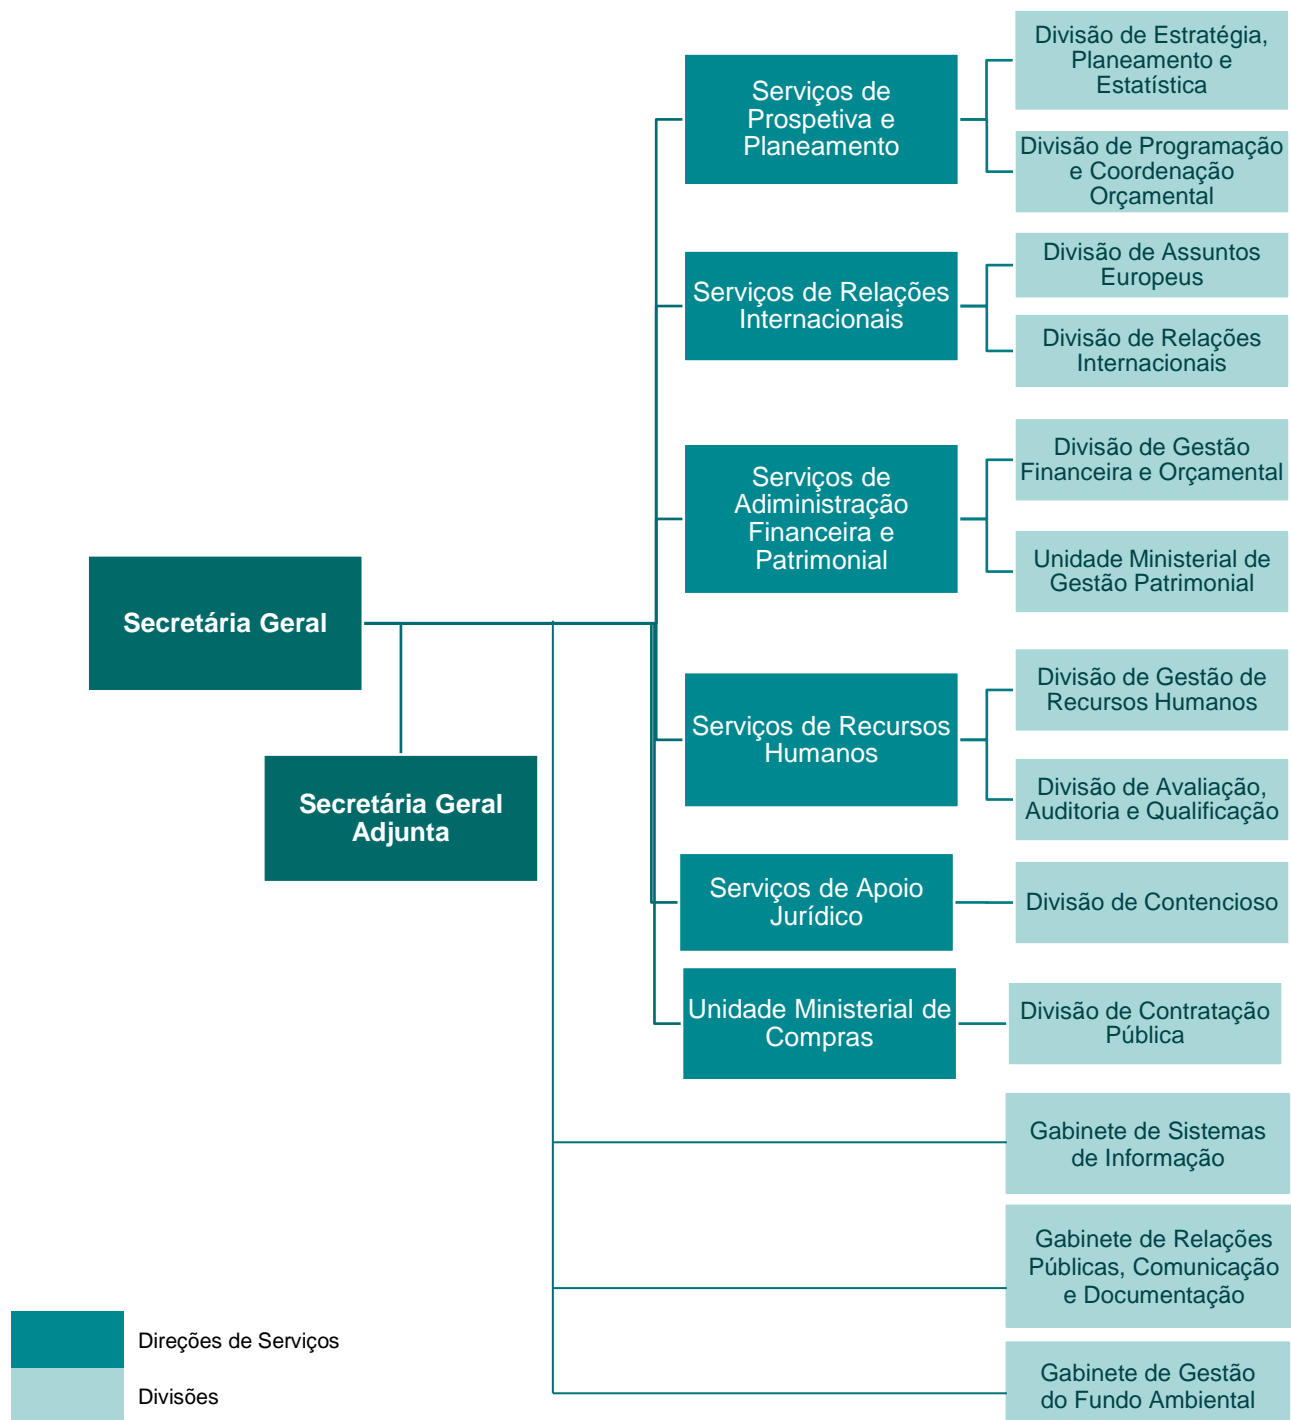 Divisão de Estratégia,
Planeamento e
Estatística
Serviços de
Prospetiva e
Planeamento
Divisão de Programação
e Coordenação
Orçamental
Divisão de Assuntos
Europeus
Serviços de Relações
Internacionais
Divisão de Relações
Internacionais
Divisão de Gestão
Financeira e Orçamental
Serviços de
Adiministração
Financeira e
Patrimonial
Unidade Ministerial de
Gestão Patrimonial
Secretária Geral
Divisão de Gestão de
Recursos Humanos
Serviços de Recursos
Humanos
Divisão de Avaliação,
Auditoria e Qualificação
Secretária Geral
Adjunta
Serviços de Apoio
Jurídico
Divisão de Contencioso
Unidade Ministerial de
Compras
Divisão de Contratação
Pública
Gabinete de Sistemas
de Informação
Gabinete de Relações
Públicas, Comunicação
e Documentação
Direções de Serviços
Gabinete de Gestão
do Fundo Ambiental
Divisões